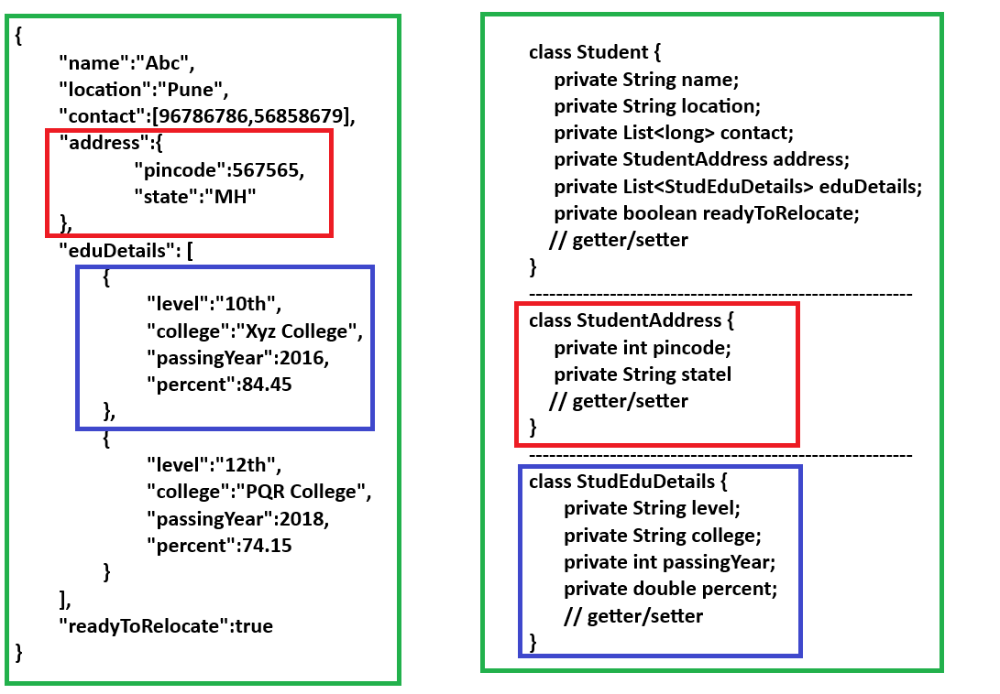 {
"name":"Abc",
"location":"Pune",
"contact":[96786786,56858679],
"address":{
"pincode":567565,
"state":"MH"
},
"eduDetails": [
{
"level":"10th",
"college":"Xyz College",
"passingYear":2016,
"percent":84.45
},
{
"level":"12th",
"college":"PQR College",
"passingYear":2018,
"percent":74.15
}
],
"readyToRelocate":true
}
class Student {
private String name;
private String location;
private List<long> contact;
private StudentAddress address;
private List<StudEduDetails> eduDetails;
private boolean readyToRelocate;
// getter/setter
}
---------------------------------------------------------
class StudentAddress {
private int pincode;
private String statel
// getter/setter
}
---------------------------------------------------------
class StudEduDetails {
private String level;
private String college;
private int passingYear;
private double percent;
// getter/setter
}